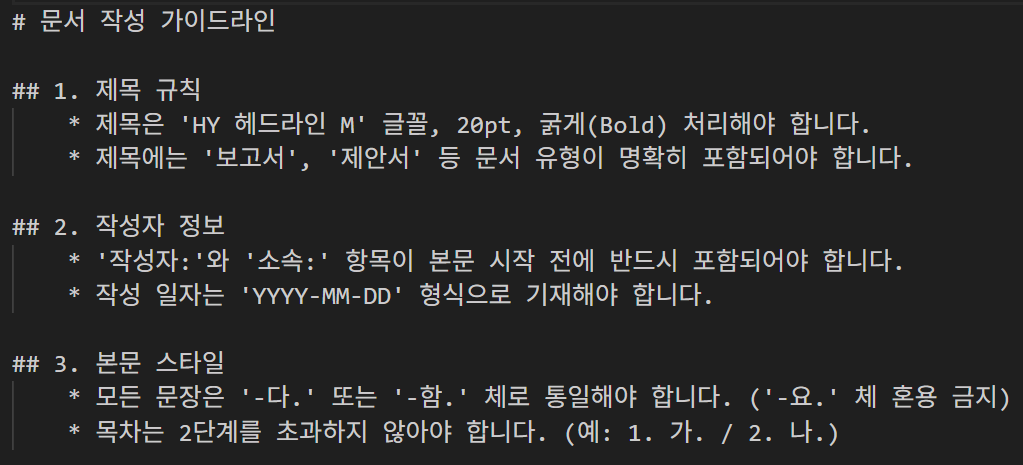 # 문서 작성 가이드라인
## 1. 제목 규칙
* 제목은 'HY 헤드라인 M' 글꼴, 20pt, 굵게(Bold) 처리해야 합니다.
* 제목에는 '보고서', '제안서' 등 문서 유형이 명확히 포함되어야 합니다.
## 2. 작성자 정보
* '작성자:'와 '소속:' 항목이 본문 시작 전에 반드시 포함되어야 합니다.
* 작성 일자는 'YYYY-MM-DD' 형식으로 기재해야 합니다.
## 3. 본문 스타일
* 모든 문장은 '-다.' 또는 '-함.' 체로 통일해야 합니다. ('-요.' 체 혼용 금지)
* 목차는 2단계를 초과하지 않아야 합니다. (예: 1. 가. / 2. 나.)